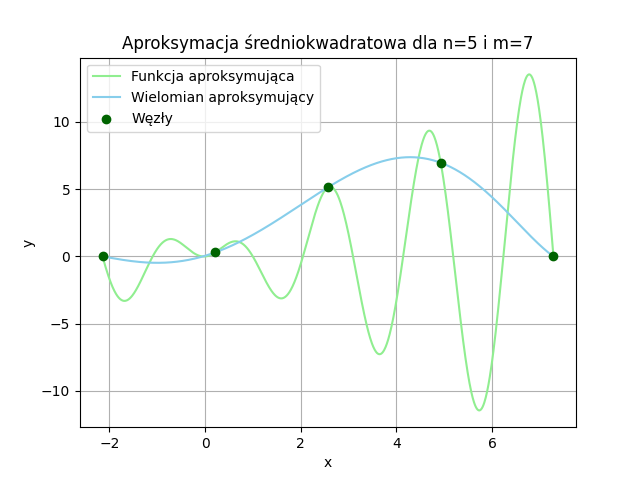 Aproksymacja średniokwadratowa dla n=5 i m=7
Funkcja aproksymująca
Wielomian aproksymujący
Węzły
y
10
5
0
−5
−10
−2
0
2
4
6
x